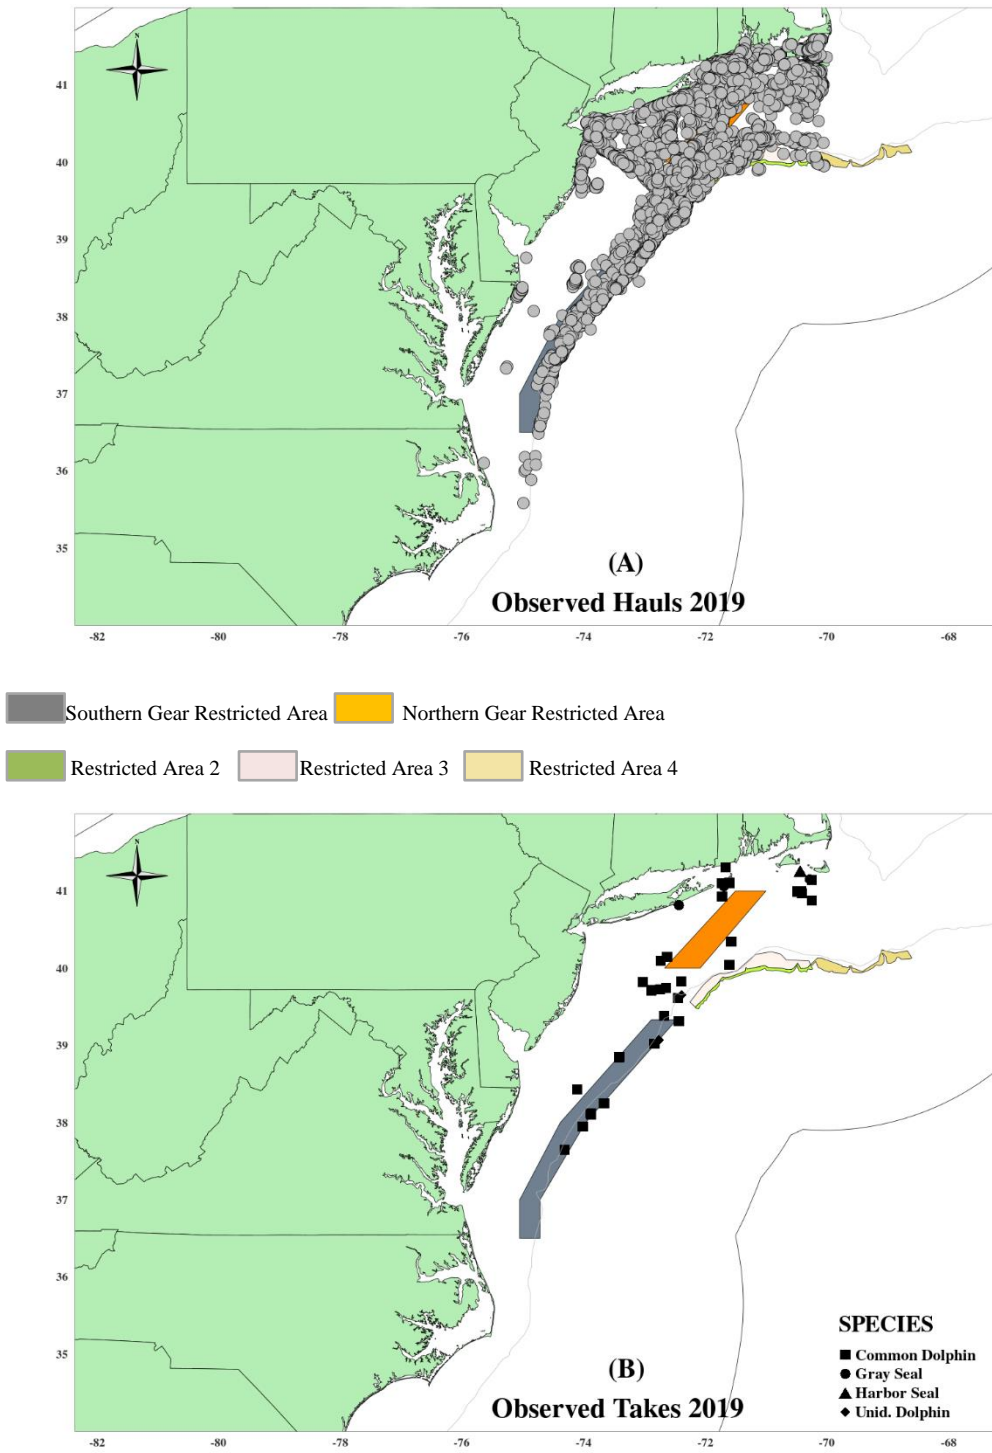 N
41
40
39
38
37
36
35
(A)
Observed Hauls 2019
-82 -80 -78 -76 -74 -72 -70 -68
Southern Gear Restricted Area Northern Gear Restricted Area
Restricted Area 2 Restricted Area 3 Restricted Area 4
N
41
40
39
38
37
36
35
SPECIES
Common Dolphin
Gray Seal
Harbor Seal
Unid. Dolphin
(B)
Observed Takes 2019
-82 -80 -78 -76 -74 -72 -70 -68